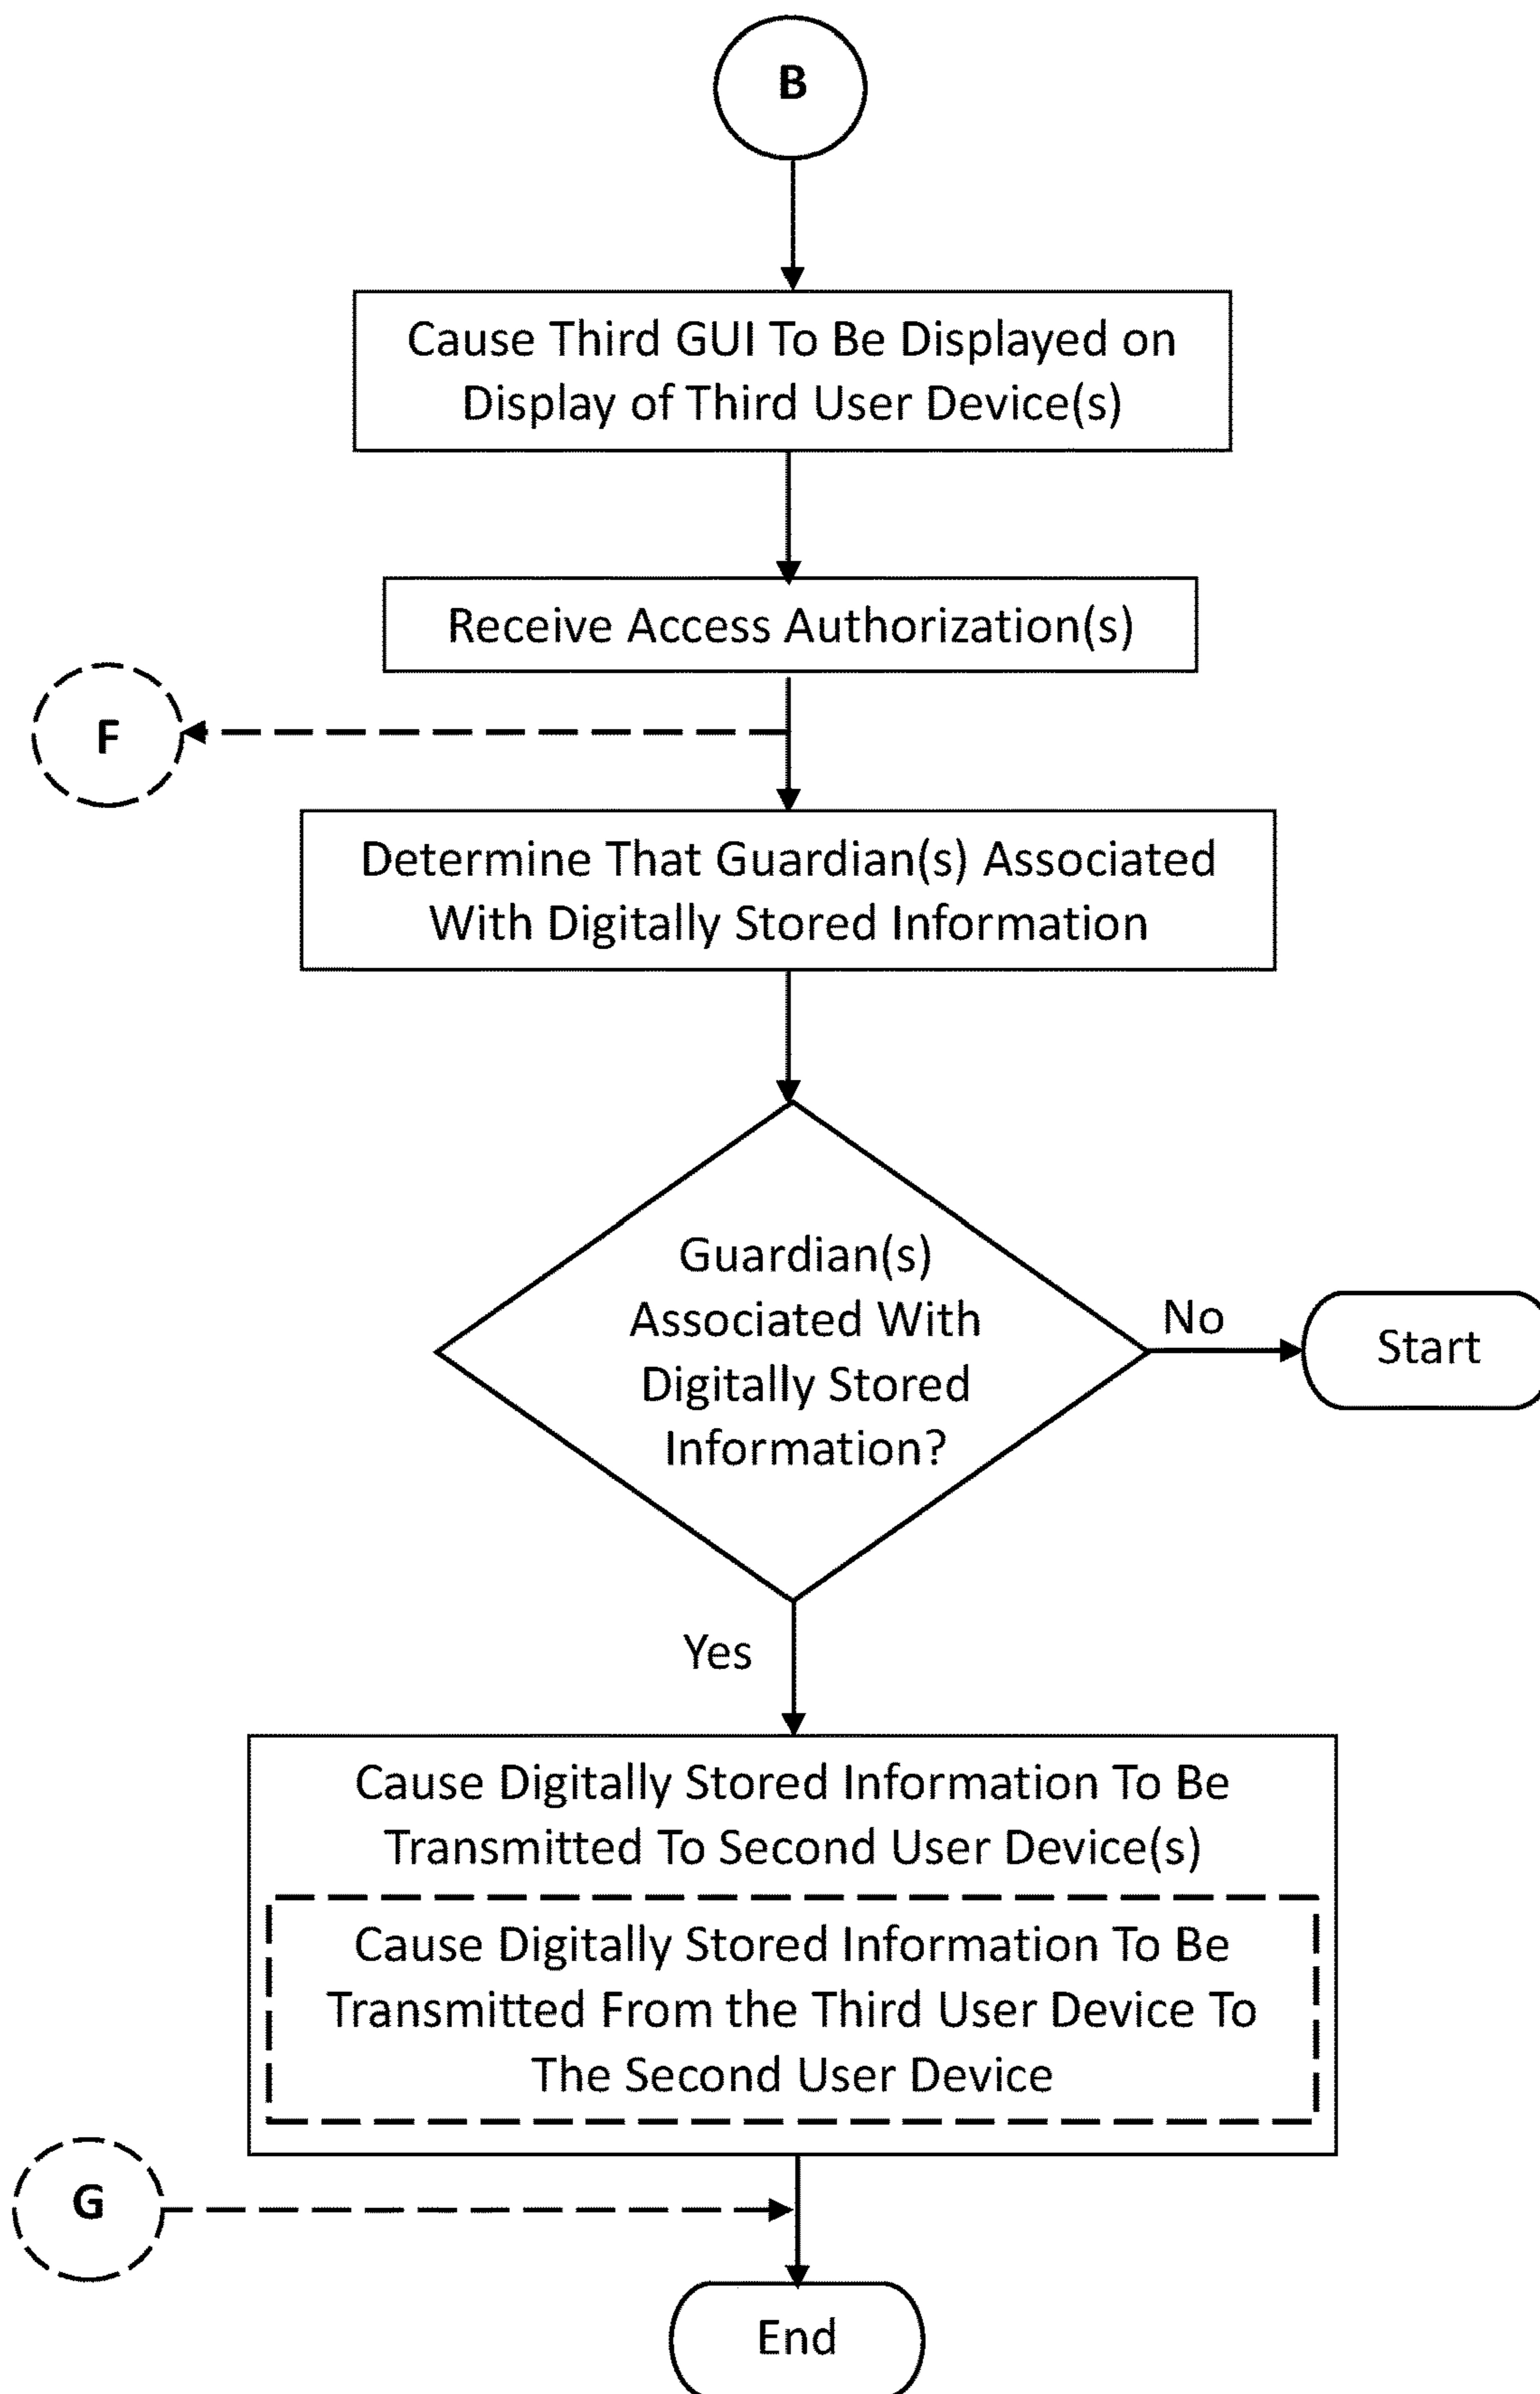 B
Cause Third GUI To Be Displayed on
Display of Third User Device(s)
Receive Access Authorization(s)
F
Determine That Guardian(s) Associated
With Digitally Stored Information
Guardian(s)
Associated With
Digitally Stored
Information?
No
Start
Yes
Cause Digitally Stored Information To Be
Transmitted To Second User Device(s)
Cause Digitally Stored Information To Be
Transmitted From the Third User Device To
The Second User Device
G
End